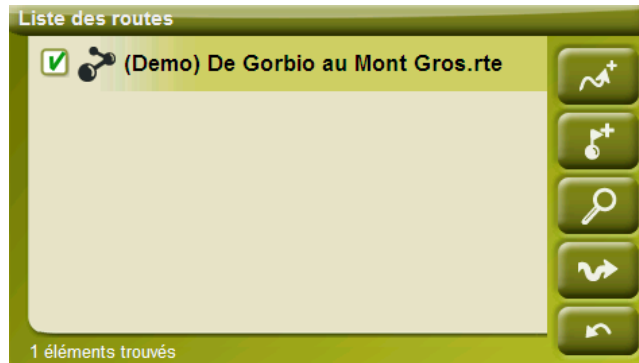 Liste des routes
(Demo) De Gorbio au Mont Gros.rte
1 éléments trouvés